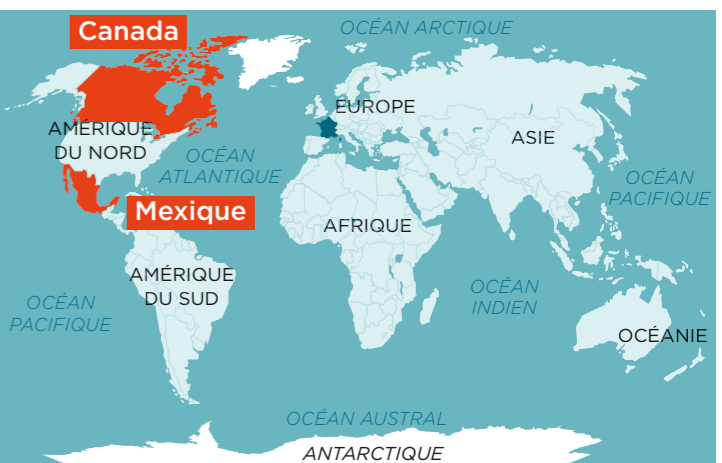 Canada
OCÉAN ARCTIQUE
EUROPE
AMÉRIQUE
DU NORD
ASIE
OCÉAN
ATLANTIQUE
OCÉAN
PACIFIQUE
Mexique
AFRIQUE
AMÉRIQUE
DU SUD
OCÉAN
INDIEN
OCÉAN
PACIFIQUE
OCÉANIE
OCÉAN AUSTRAL
ANTARCTIQUE